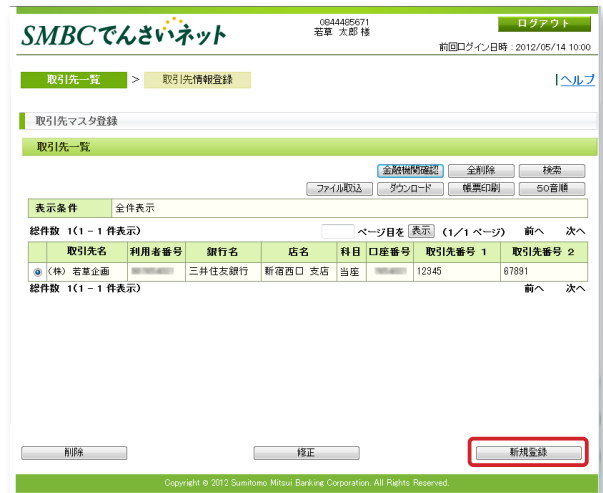 SMBCでんさいネット
0844485671
若草 太郎 様
ログアウト
前回ログイン日時：2012/05/14 10:00
取引先一覧 > 取引先情報登録
ヘルプ
取引先マスタ登録
取引先一覧
金融機関確認 全削除 検索
ファイル取込 ダウンロード 帳票印刷 50音順
表示条件 全件表示
総件数 1(1 - 1 件表示) ページ目を 表示 (1/1 ページ) 前へ 次へ
取引先名 利用者番号 銀行名 店名 科目 口座番号 取引先番号 1 取引先番号 2
(株) 若草企画 三井住友銀行 新宿西口 支店 当座 12345 67891
総件数 1(1 - 1 件表示) 前へ 次へ
削除 修正 新規登録
Copyright © 2012 Sumitomo Mitsui Banking Corporation. All Rights Reserved.